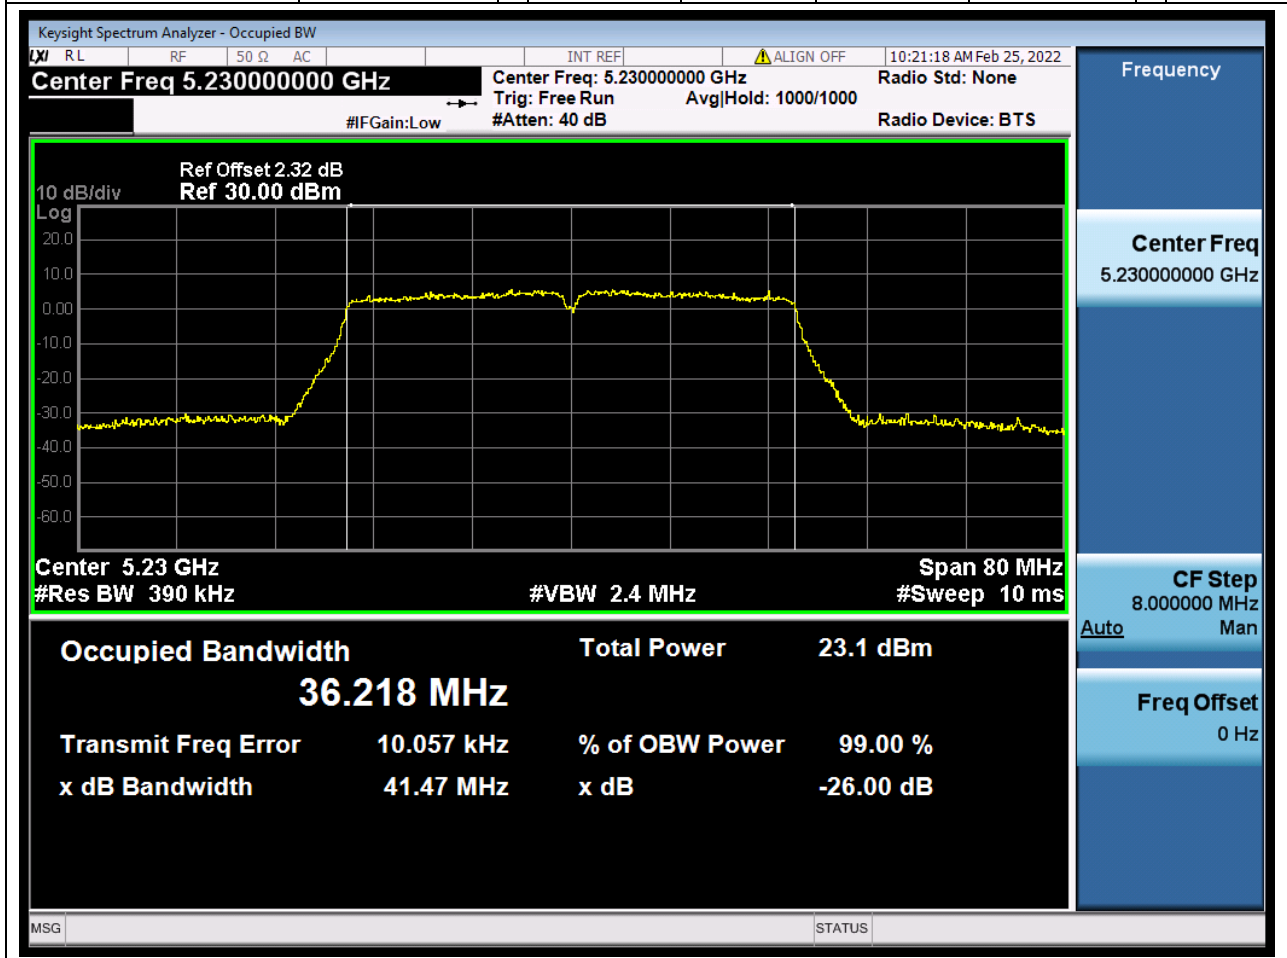 Keysight Spectrum Analyzer - Occupied BW
LXI RL RF 50 Ω AC INT REF ALIGN OFF 10:21:18 AM Feb 25, 2022
Center Freq 5.230000000 GHz
#IFGain:Low
Center Freq: 5.230000000 GHz
Trig: Free Run Avg|Hold: 1000/1000
#Atten: 40 dB
Radio Std: None
Radio Device: BTS
Ref Offset 2.32 dB
10 dB/div Ref 30.00 dBm
Log
20.0
10.0
0.00
-10.0
-20.0
-30.0
-40.0
-50.0
-60.0
Center 5.23 GHz Span 80 MHz
#Res BW 390 kHz #VBW 2.4 MHz #Sweep 10 ms
Occupied Bandwidth Total Power 23.1 dBm
36.218 MHz
Transmit Freq Error 10.057 kHz % of OBW Power 99.00 %
x dB Bandwidth 41.47 MHz x dB -26.00 dB
MSG STATUS
Frequency
Center Freq
5.230000000 GHz
CF Step
8.000000 MHz
Auto Man
Freq Offset
0 Hz